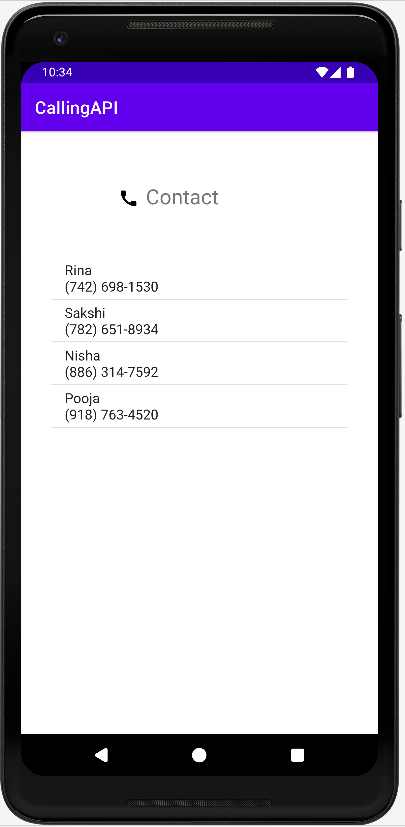 10:34
CallingAPI
Contact
Rina
(742) 698-1530
Sakshi
(782) 651-8934
Nisha
(886) 314-7592
Pooja
(918) 763-4520